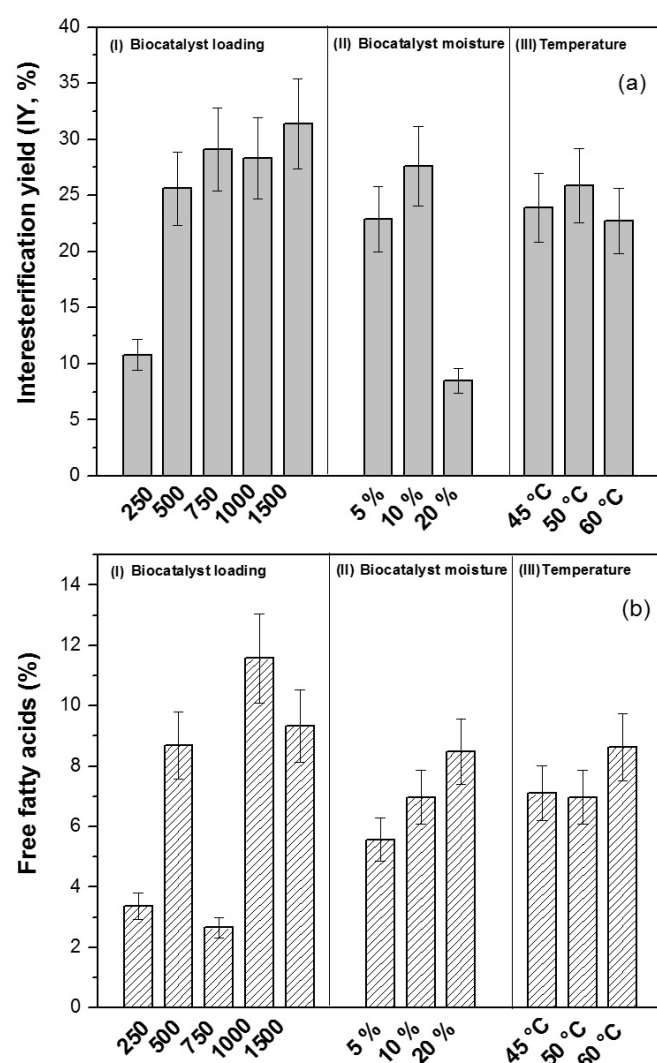 (I) Biocatalyst loading
(II) Biocatalyst moisture
(III) Temperature
(a)
Interesterification yield (IY, %)
40
35
30
25
20
15
10
5
0
250
500
750
1000
1500
5 %
10 %
20 %
45 °C
50 °C
60 °C
(I) Biocatalyst loading
(II) Biocatalyst moisture
(III) Temperature
(b)
Free fatty acids (%)
14
12
10
8
6
4
2
0
250
500
750
1000
1500
5 %
10 %
20 %
45 °C
50 °C
60 °C